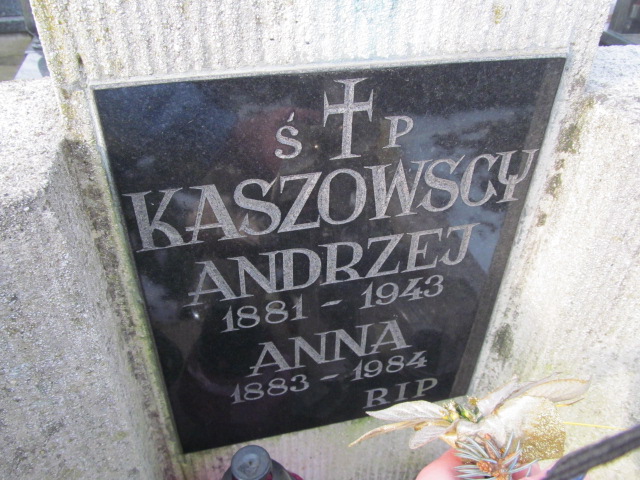 Ś P
KASZOWSCY
ANDRZEJ
1881 - 1943
ANNA
1883 - 1984
RIP